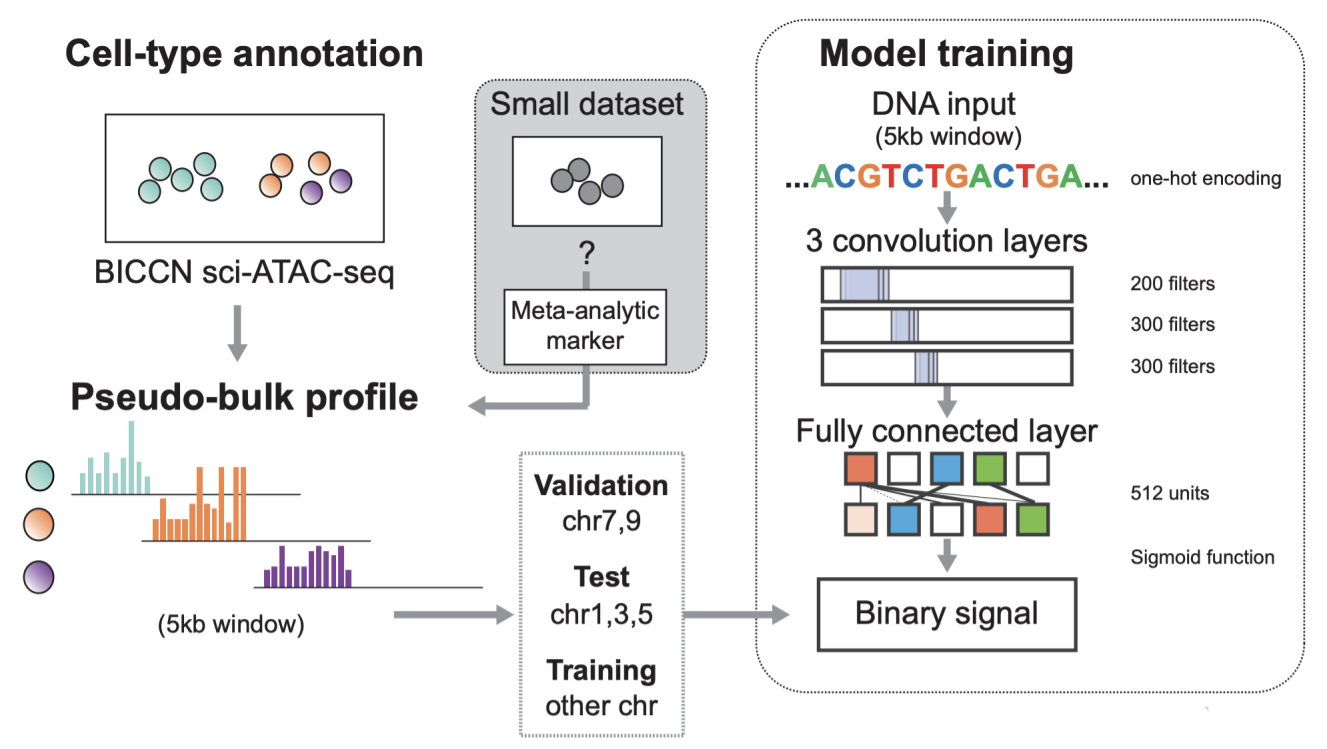 Cell-type annotation
BICCN sci-ATAC-seq
Small dataset
?
Meta-analytic
marker
Pseudo-bulk profile
(5kb window)
Validation
chr7,9
Test
chr1,3,5
Training
other chr
Model training
DNA input
(5kb window)
...ACGTCTGACTGA...
one-hot encoding
3 convolution layers
200 filters
300 filters
300 filters
Fully connected layer
512 units
Sigmoid function
Binary signal